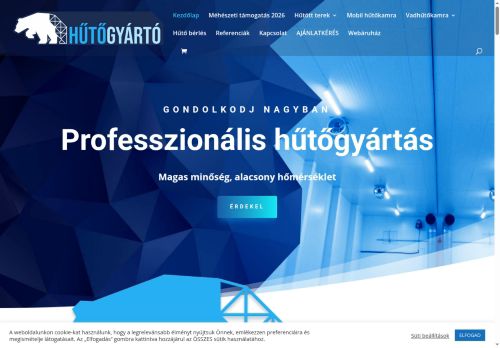 HŰTŐGYÁRTÓ
Kezdőlap Méhészeti támogatás 2026 Hűtött terek Mobil hűtőkamra Vadhűtőkamra
Hűtő bérlés Referenciák Kapcsolat AJÁNLATKÉRÉS Webáruház
GONDOLKODJ NAGYBAN
Professzionális hűtőgyártás
Magas minőség, alacsony hőmérséklet
ÉRDEKEL
A weboldalunkon cookie-kat használunk, hogy a legrelevánsabb élményt nyújtsuk Önnek, emlékezzen preferenciáira és
megismételje látogatásait. Az „Elfogadás” gombra kattintva hozzájárul az ÖSSZES sütik használatához.
Süti beállítások ELFOGAD